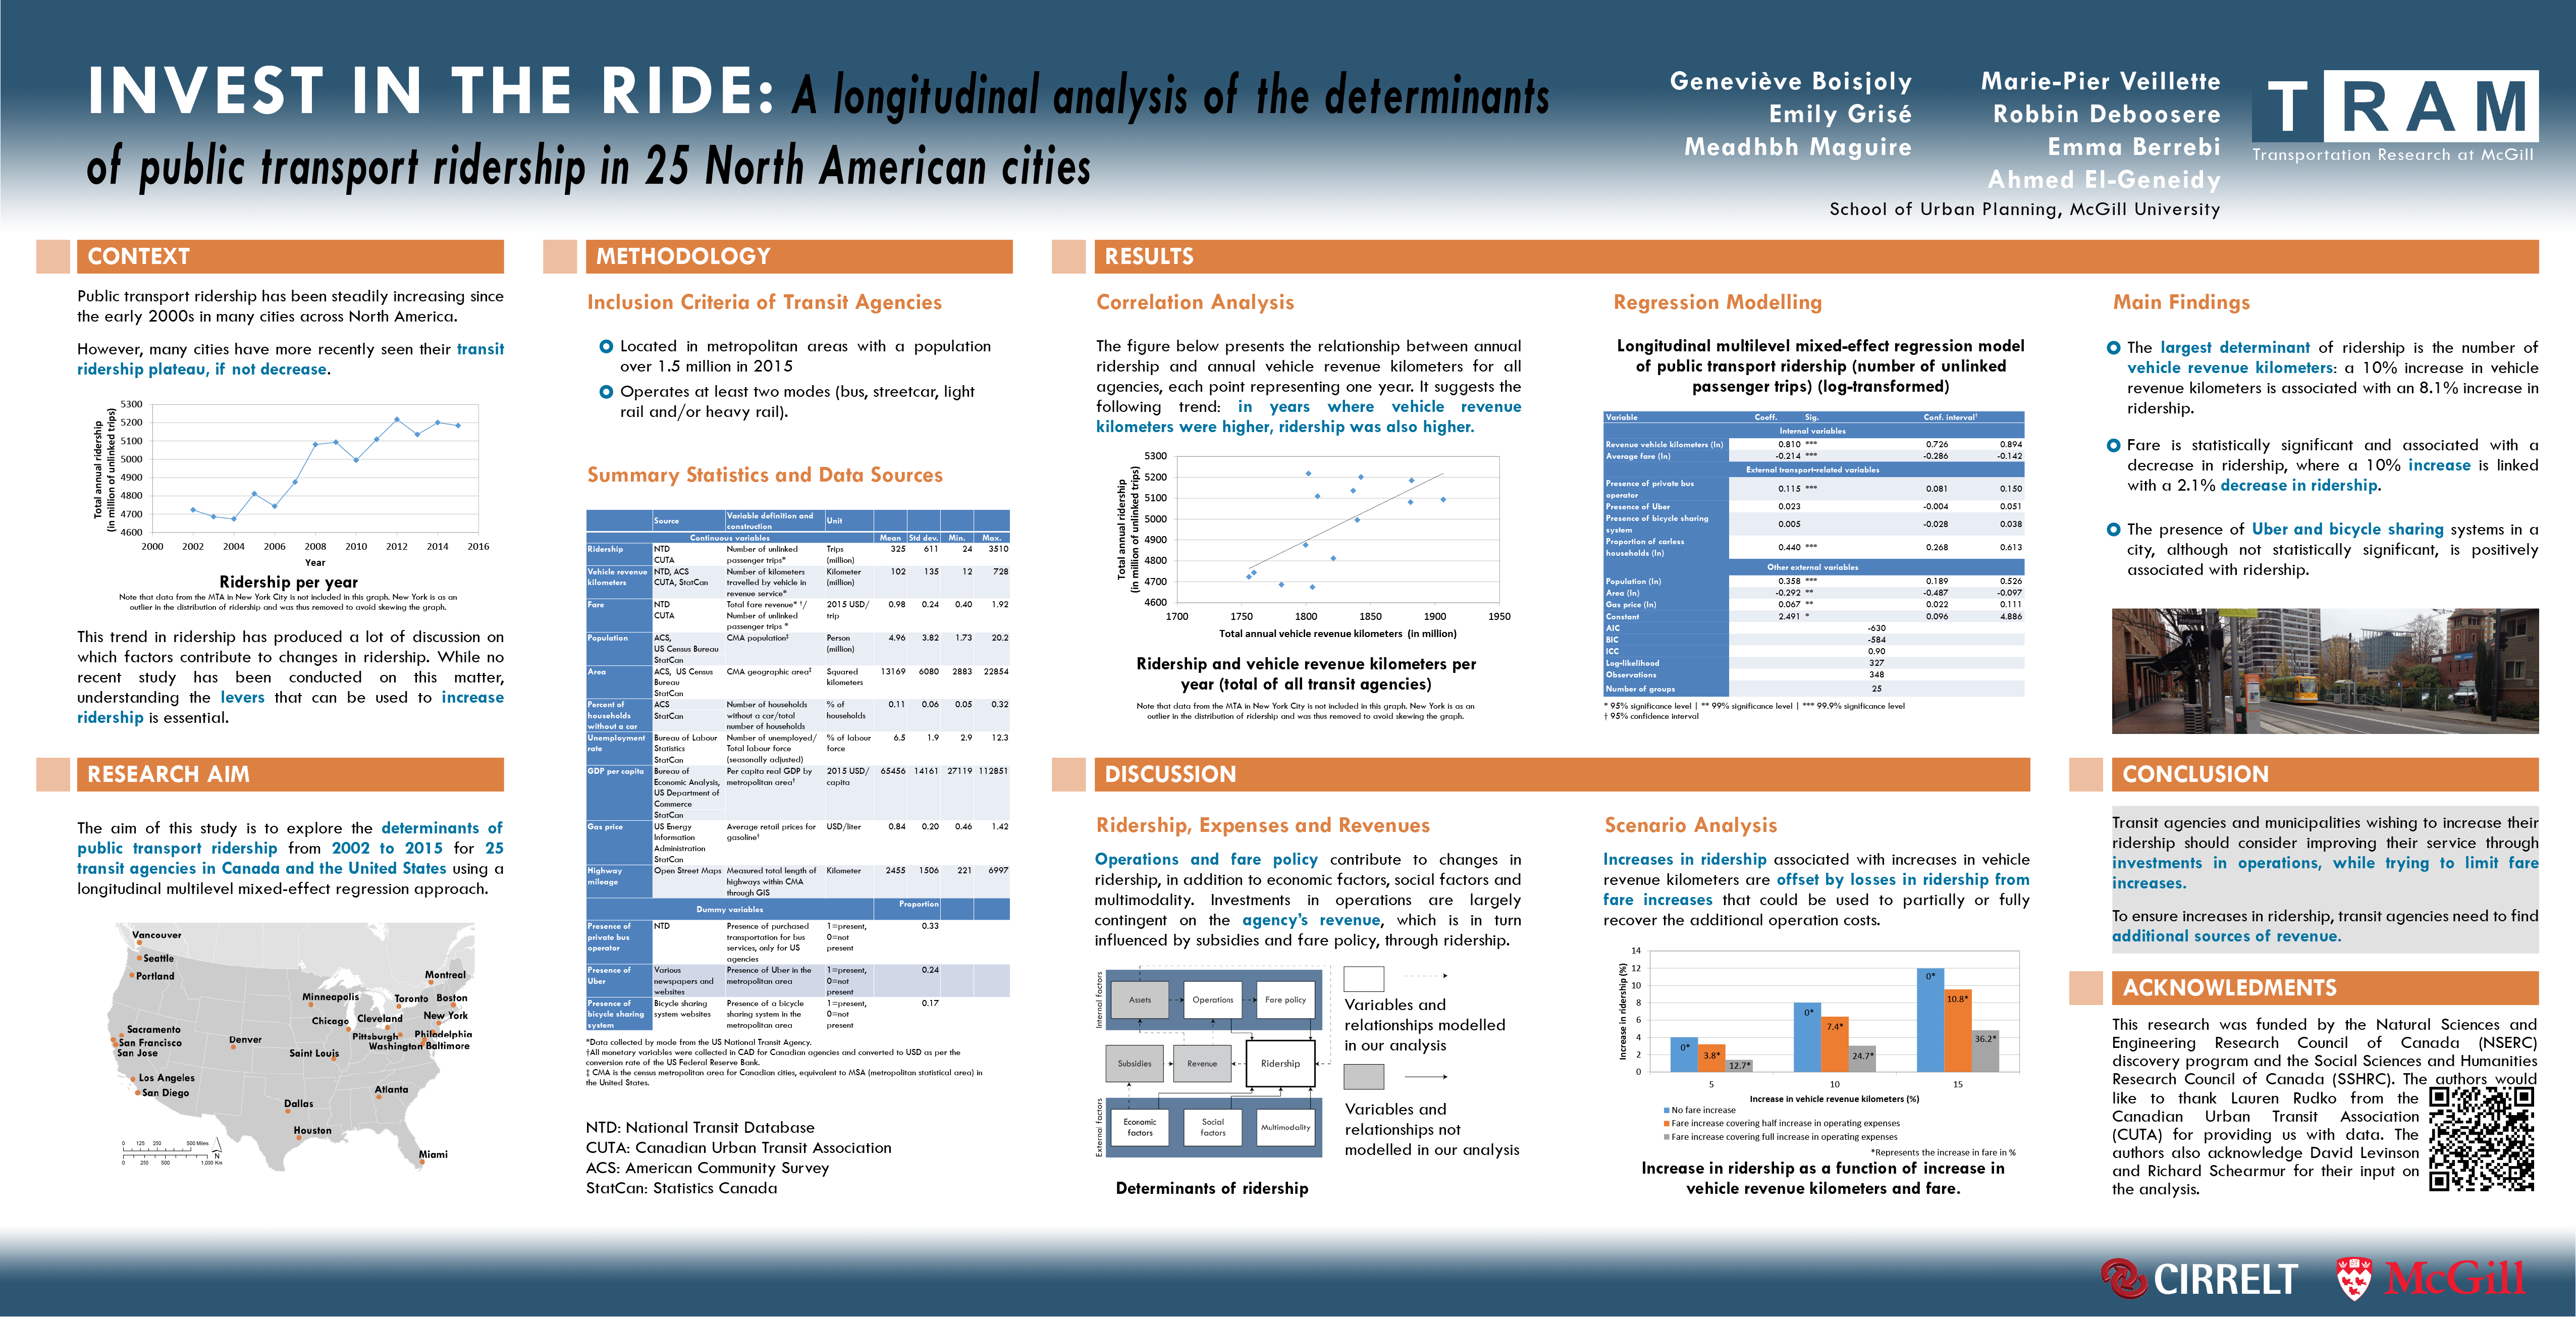 INVEST IN THE RIDE: A longitudinal analysis of the determinants
of public transport ridership in 25 North American cities
Geneviève Boisjoly
Emily Grisé
Meadhbh Maguire
Marie-Pier Veillette
Robbin Deboosere
Emma Berrebi
Ahmed El-Geneidy
School of Urban Planning, McGill University
TRAM
Transportation Research at McGill
CONTEXT
Public transport ridership has been steadily increasing since
the early 2000s in many cities across North America.
However, many cities have more recently seen their transit
ridership plateau, if not decrease.
Total annual ridership
(in million of unlinked trips)
5300
5200
5100
5000
4900
4800
4700
4600
2000 2002 2004 2006 2008 2010 2012 2014 2016
Year
Ridership per year
Note that data from the MTA in New York City is not included in this graph. New York is as an
outlier in the distribution of ridership and was thus removed to avoid skewing the graph.
This trend in ridership has produced a lot of discussion on
which factors contribute to changes in ridership. While no
recent study has been conducted on this matter,
understanding the levers that can be used to increase
ridership is essential.
RESEARCH AIM
The aim of this study is to explore the determinants of
public transport ridership from 2002 to 2015 for 25
transit agencies in Canada and the United States using a
longitudinal multilevel mixed-effect regression approach.
Vancouver
Seattle
Portland
Montreal
Minneapolis
Toronto Boston
Chicago Cleveland New York
Sacramento
San Francisco
San Jose
Denver
Pittsburgh Philadelphia
Washington Baltimore
Saint Louis
Los Angeles
San Diego
Atlanta
Dallas
Houston
Miami
0 125 250 500 Miles
N
0 250 500 1,000 Km
METHODOLOGY
Inclusion Criteria of Transit Agencies
Located in metropolitan areas with a population
over 1.5 million in 2015
Operates at least two modes (bus, streetcar, light
rail and/or heavy rail).
Summary Statistics and Data Sources
Source Variable definition and construction Unit
Continuous variables Mean Std dev. Min. Max.
Ridership NTD CUTA Number of unlinked passenger trips* Trips (million) 325 611 24 3510
Vehicle revenue kilometers NTD, ACS CUTA, StatCan Number of kilometers travelled by vehicle in revenue service* Kilometer (million) 102 135 12 728
Fare NTD CUTA Total fare revenue* †/ Number of unlinked passenger trips * 2015 USD/ trip 0.98 0.24 0.40 1.92
Population ACS, US Census Bureau StatCan CMA population‡ Person (million) 4.96 3.82 1.73 20.2
Area ACS, US Census Bureau StatCan CMA geographic area‡ Squared kilometers 13169 6080 2883 22854
Percent of households without a car ACS StatCan Number of households without a car/total number of households % of households 0.11 0.06 0.05 0.32
Unemployment rate Bureau of Labour Statistics StatCan Number of unemployed/ Total labour force (seasonally adjusted) % of labour force 6.5 1.9 2.9 12.3
GDP per capita Bureau of Economic Analysis, US Department of Commerce StatCan Per capita real GDP by metropolitan area† 2015 USD/ capita 65456 14161 27119 112851
Gas price US Energy Information Administration StatCan Average retail prices for gasoline† USD/liter 0.84 0.20 0.46 1.42
Highway mileage Open Street Maps Measured total length of highways within CMA through GIS Kilometer 2455 1506 221 6997
Dummy variables Proportion
Presence of private bus operator NTD Presence of purchased transportation for bus services, only for US agencies 1=present, 0=not present 0.33
Presence of Uber Various newspapers and websites Presence of Uber in the metropolitan area 1=present, 0=not present 0.24
Presence of bicycle sharing system Bicycle sharing system websites Presence of a bicycle sharing system in the metropolitan area 1=present, 0=not present 0.17
*Data collected by mode from the US National Transit Agency.
†All monetary variables were collected in CAD for Canadian agencies and converted to USD as per the
conversion rate of the US Federal Reserve Bank.
‡ CMA is the census metropolitan area for Canadian cities, equivalent to MSA (metropolitan statistical area) in
the United States.
NTD: National Transit Database
CUTA: Canadian Urban Transit Association
ACS: American Community Survey
StatCan: Statistics Canada
RESULTS
Correlation Analysis
The figure below presents the relationship between annual
ridership and annual vehicle revenue kilometers for all
agencies, each point representing one year. It suggests the
following trend: in years where vehicle revenue
kilometers were higher, ridership was also higher.
Total annual ridership
(in million of unlinked trips)
5300
5200
5100
5000
4900
4800
4700
4600
1700 1750 1800 1850 1900 1950
Total annual vehicle revenue kilometers (in million)
Ridership and vehicle revenue kilometers per
year (total of all transit agencies)
Note that data from the MTA in New York City is not included in this graph. New York is as an
outlier in the distribution of ridership and was thus removed to avoid skewing the graph.
Regression Modelling
Longitudinal multilevel mixed-effect regression model
of public transport ridership (number of unlinked
passenger trips) (log-transformed)
Variable Coeff. Sig. Conf. interval†
Internal variables
Revenue vehicle kilometers (ln) 0.810 *** 0.726 0.894
Average fare (ln) -0.214 *** -0.286 -0.142
External transport-related variables
Presence of private bus operator 0.115 *** 0.081 0.150
Presence of Uber 0.023 -0.004 0.051
Presence of bicycle sharing system 0.005 -0.028 0.038
Proportion of carless households (ln) 0.440 *** 0.268 0.613
Other external variables
Population (ln) 0.358 *** 0.189 0.526
Area (ln) -0.292 ** -0.487 -0.097
Gas price (ln) 0.067 ** 0.022 0.111
Constant 2.491 * 0.096 4.886
AIC -630
BIC -584
ICC 0.90
Log-likelihood 327
Observations 348
Number of groups 25
* 95% significance level | ** 99% significance level | *** 99.9% significance level
† 95% confidence interval
Main Findings
The largest determinant of ridership is the number of
vehicle revenue kilometers: a 10% increase in vehicle
revenue kilometers is associated with an 8.1% increase in
ridership.
Fare is statistically significant and associated with a
decrease in ridership, where a 10% increase is linked
with a 2.1% decrease in ridership.
The presence of Uber and bicycle sharing systems in a
city, although not statistically significant, is positively
associated with ridership.
DISCUSSION
Ridership, Expenses and Revenues
Operations and fare policy contribute to changes in
ridership, in addition to economic factors, social factors and
multimodality. Investments in operations are largely
contingent on the agency's revenue, which is in turn
influenced by subsidies and fare policy, through ridership.
Internal factors
Assets Operations Fare policy
Subsidies Revenue Ridership
External factors
Economic factors Social factors Multimodality
Variables and
relationships modelled
in our analysis
Variables and
relationships not
modelled in our analysis
Determinants of ridership
Scenario Analysis
Increases in ridership associated with increases in vehicle
revenue kilometers are offset by losses in ridership from
fare increases that could be used to partially or fully
recover the additional operation costs.
Increase in ridership (%)
14
12
10
8
6
4
2
0
0* 3.8* 12.7*
0* 7.4* 24.7*
0* 10.8* 36.2*
5 10 15
Increase in vehicle revenue kilometers (%)
No fare increase
Fare increase covering half increase in operating expenses
Fare increase covering full increase in operating expenses
*Represents the increase in fare in %
Increase in ridership as a function of increase in
vehicle revenue kilometers and fare.
CONCLUSION
Transit agencies and municipalities wishing to increase their
ridership should consider improving their service through
investments in operations, while trying to limit fare
increases.
To ensure increases in ridership, transit agencies need to find
additional sources of revenue.
ACKNOWLEDMENTS
This research was funded by the Natural Sciences and
Engineering Research Council of Canada (NSERC)
discovery program and the Social Sciences and Humanities
Research Council of Canada (SSHRC). The authors would
like to thank Lauren Rudko from the
Canadian Urban Transit Association
(CUTA) for providing us with data. The
authors also acknowledge David Levinson
and Richard Schearmur for their input on
the analysis.
CIRRELT
McGill